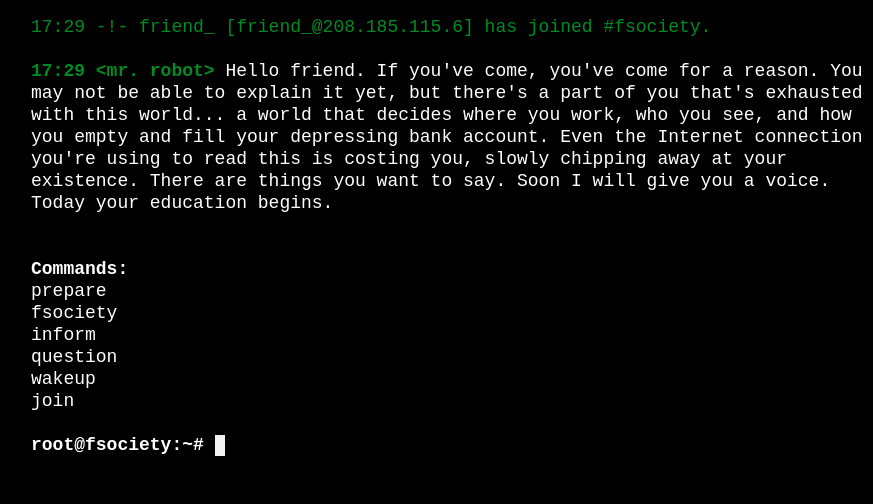 17:29 -!- friend_ [friend_@208.185.115.6] has joined #fsociety.
17:29 <mr. robot> Hello friend. If you've come, you've come for a reason. You
may not be able to explain it yet, but there's a part of you that's exhausted
with this world... a world that decides where you work, who you see, and how
you empty and fill your depressing bank account. Even the Internet connection
you're using to read this is costing you, slowly chipping away at your
existence. There are things you want to say. Soon I will give you a voice.
Today your education begins.
Commands:
prepare
fsociety
inform
question
wakeup
join
root@fsociety:~#